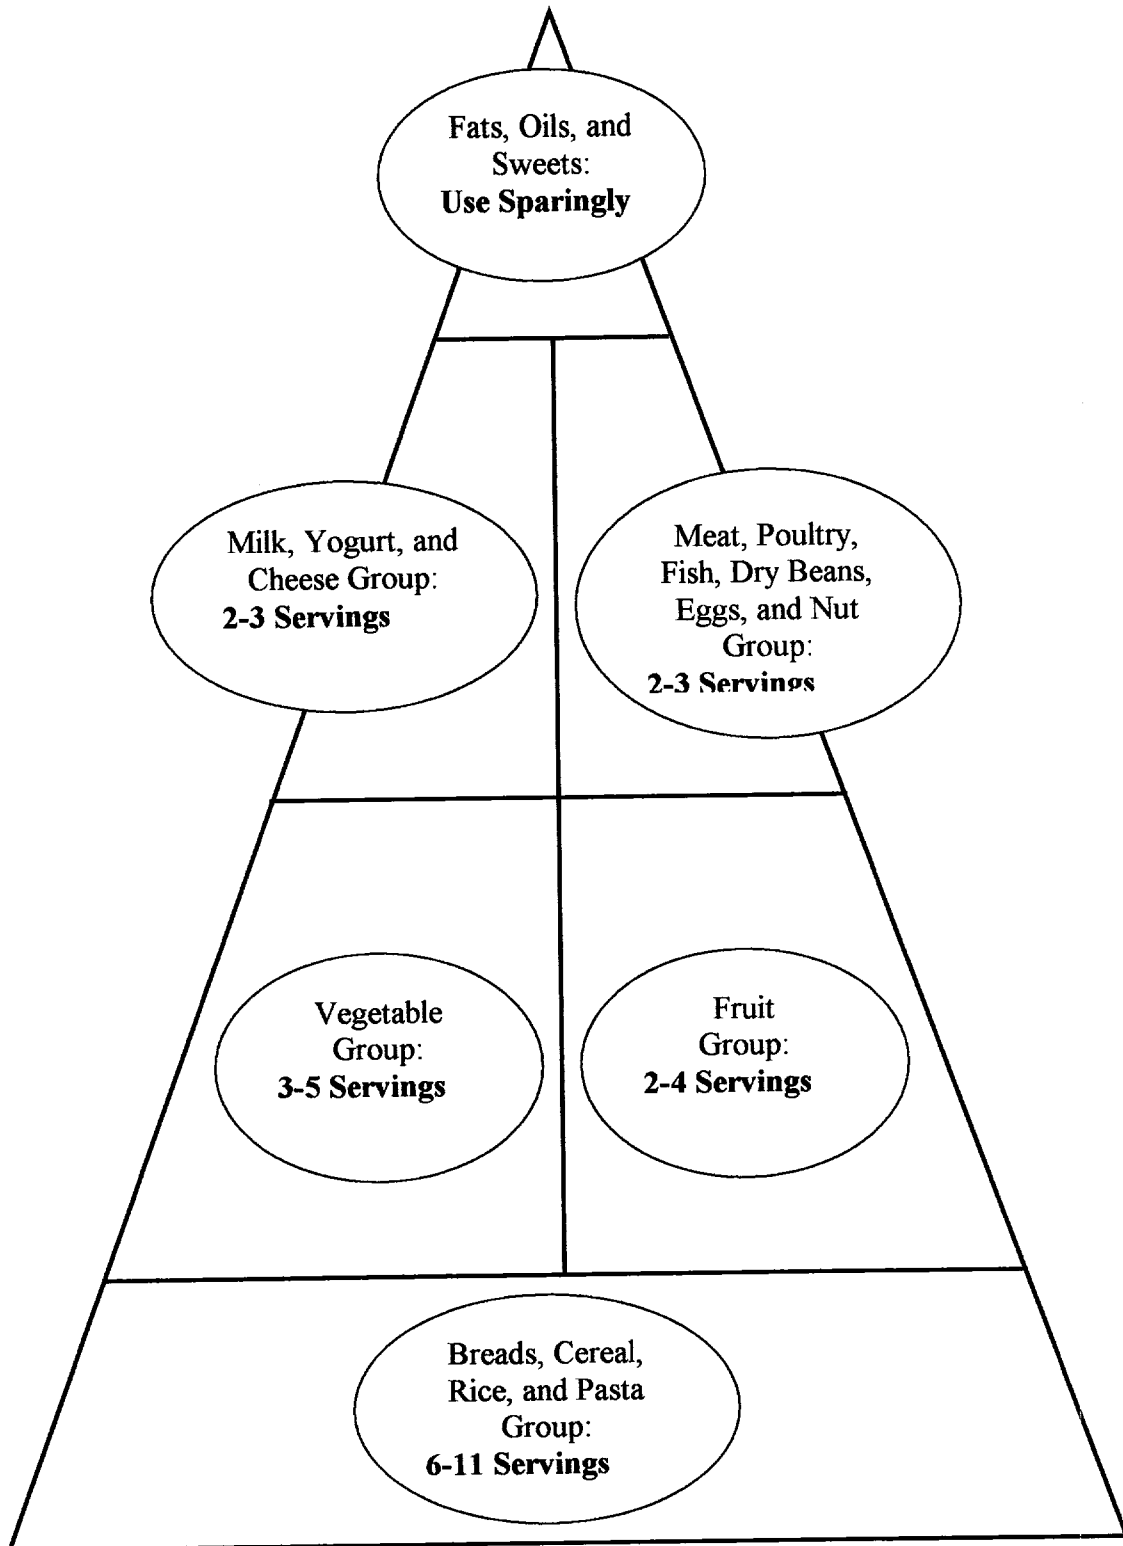 Fats, Oils, and
Sweets:
Use Sparingly
Milk, Yogurt, and
Cheese Group:
2-3 Servings
Meat, Poultry,
Fish, Dry Beans,
Eggs, and Nut
Group:
2-3 Servings
Vegetable
Group:
3-5 Servings
Fruit
Group:
2-4 Servings
Breads, Cereal,
Rice, and Pasta
Group:
6-11 Servings